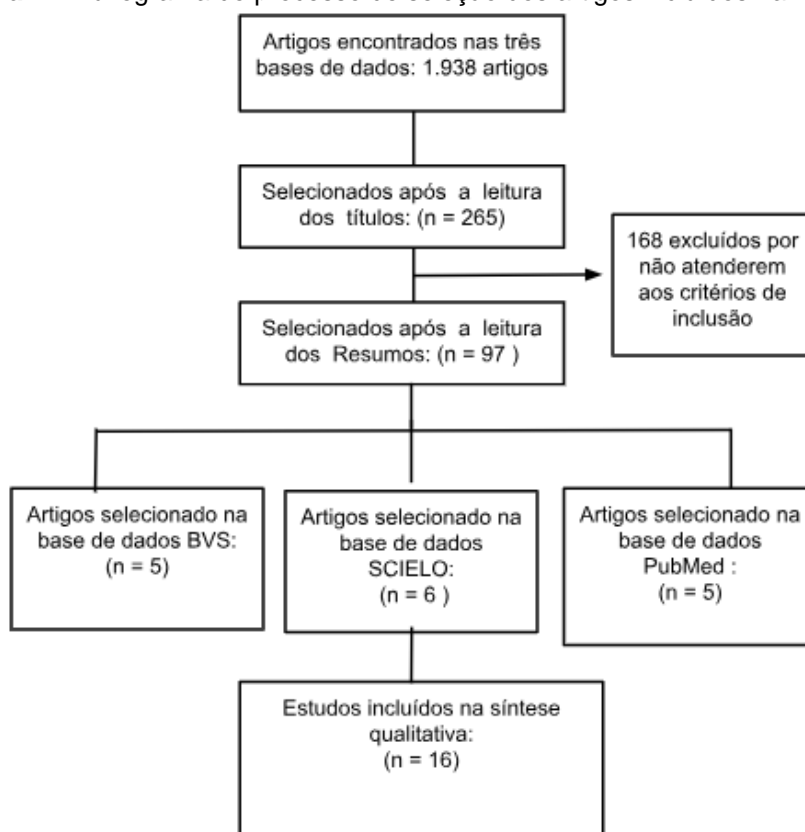 Artigos encontrados nas três
bases de dados: 1.938 artigos
Selecionados após a leitura
dos títulos: (n = 265)
168 excluídos por
não atenderem
aos critérios de
inclusão
Selecionados após a leitura
dos Resumos: (n = 97 )
Artigos selecionado na
base de dados BVS:
(n = 5)
Artigos selecionado na
base de dados
SCIELO:
(n = 6 )
Artigos selecionado na
base de dados
PubMed :
(n = 5)
Estudos incluídos na síntese
qualitativa:
(n = 16)